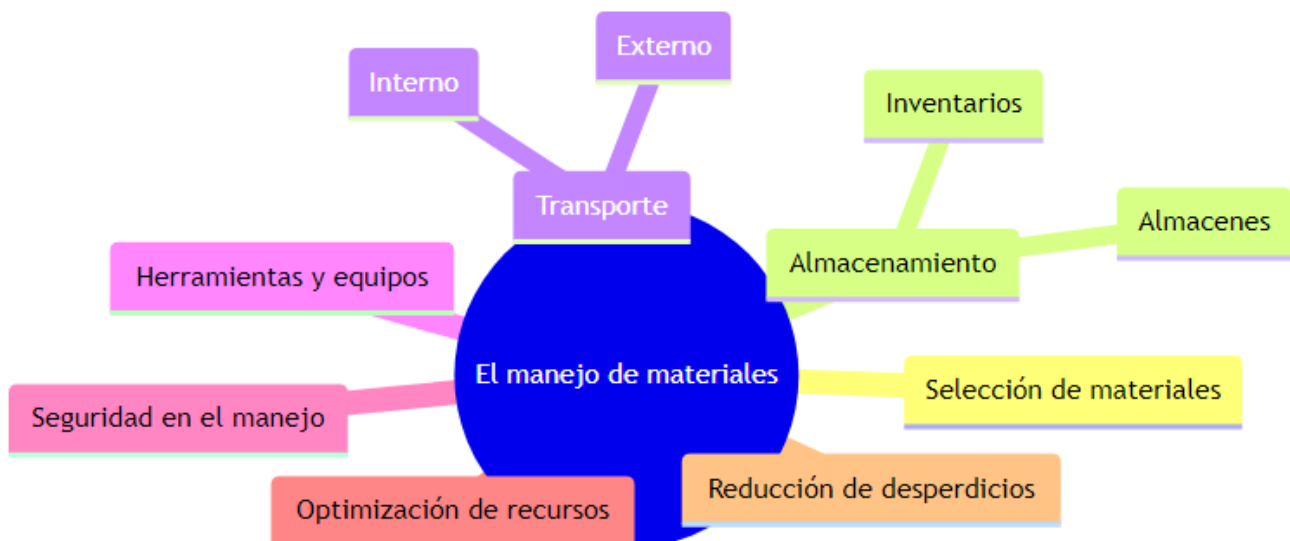 Externo
Interno
Inventarios
Transporte
Almacenes
Almacenamiento
Herramientas y equipos
El manejo de materiales
Selección de materiales
Seguridad en el manejo
Reducción de desperdicios
Optimización de recursos